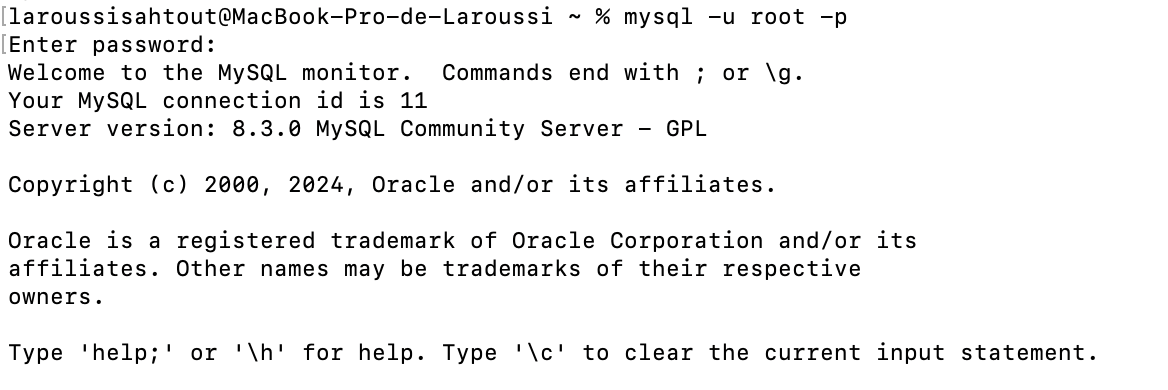 [laroussisahtout@MacBook-Pro-de-Laroussi ~ % mysql -u root -p
[Enter password:
Welcome to the MySQL monitor.  Commands end with ; or \g.
Your MySQL connection id is 11
Server version: 8.3.0 MySQL Community Server - GPL
Copyright (c) 2000, 2024, Oracle and/or its affiliates.
Oracle is a registered trademark of Oracle Corporation and/or its
affiliates. Other names may be trademarks of their respective
owners.
Type 'help;' or '\h' for help. Type '\c' to clear the current input statement.